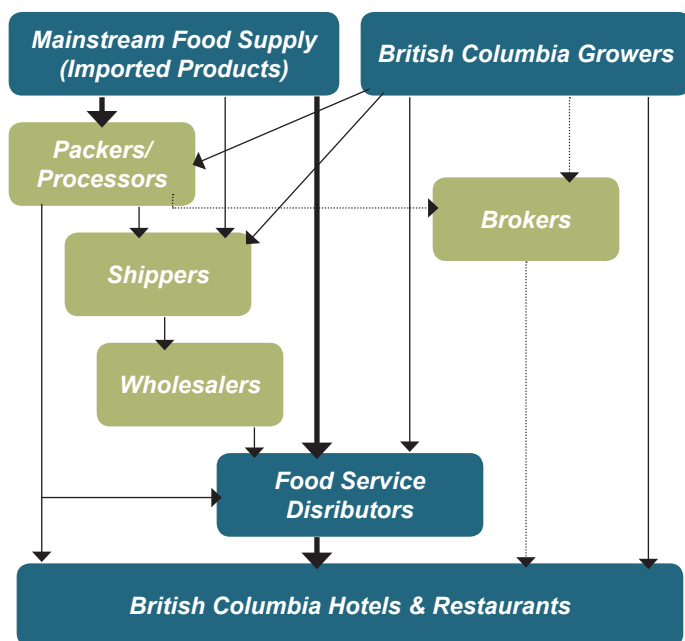 Mainstream Food Supply
(Imported Products)
British Columbia Growers
Packers/
Processors
Brokers
Shippers
Wholesalers
Food Service
Disributors
British Columbia Hotels & Restaurants